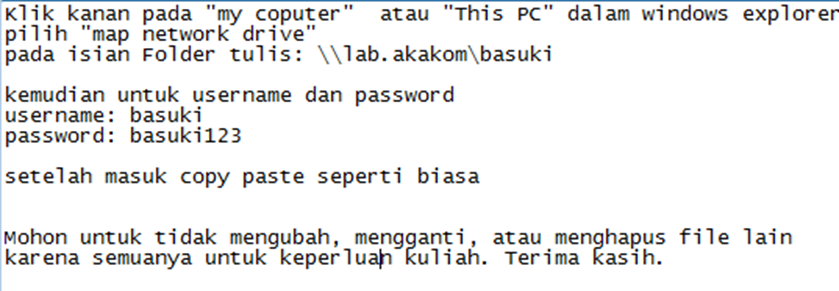 Klik kanan pada "my coputer"  atau "This PC" dalam windows explorer
pilih "map network drive"
pada isian Folder tulis: \\lab.akakom\basuki
kemudian untuk username dan password
username: basuki
password: basuki123
setelah masuk copy paste seperti biasa
Mohon untuk tidak mengubah, mengganti, atau menghapus file lain
karena semuanya untuk keperluan kuliah. Terima kasih.